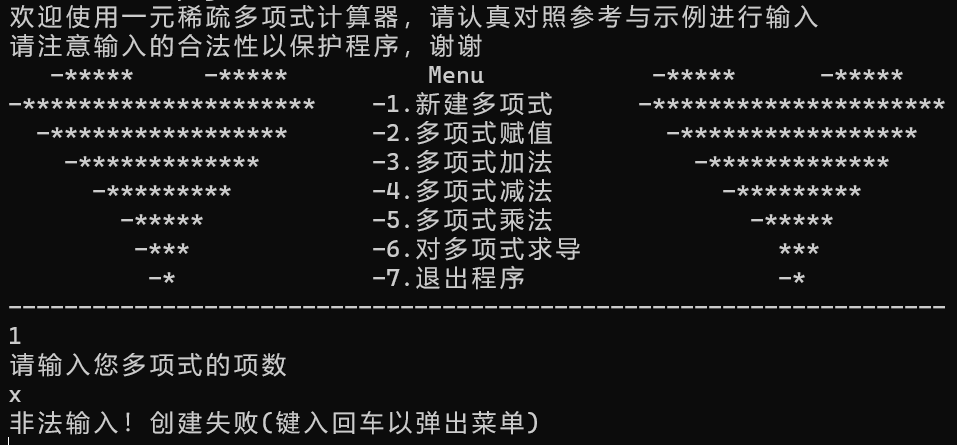 欢迎使用一元稀疏多项式计算器，请认真对照参考与示例进行输入
请注意输入的合法性以保护程序，谢谢
-***** -***** Menu -***** -*****
-********************* -1.新建多项式 -*********************
-***************** -2.多项式赋值 -*****************
-************* -3.多项式加法 -*************
-********* -4.多项式减法 -*********
-***** -5.多项式乘法 -*****
-*** -6.对多项式求导 ***
-* -7.退出程序 -*
-------------------------------------------------------------------
1
请输入您多项式的项数
x
非法输入！创建失败(键入回车以弹出菜单)